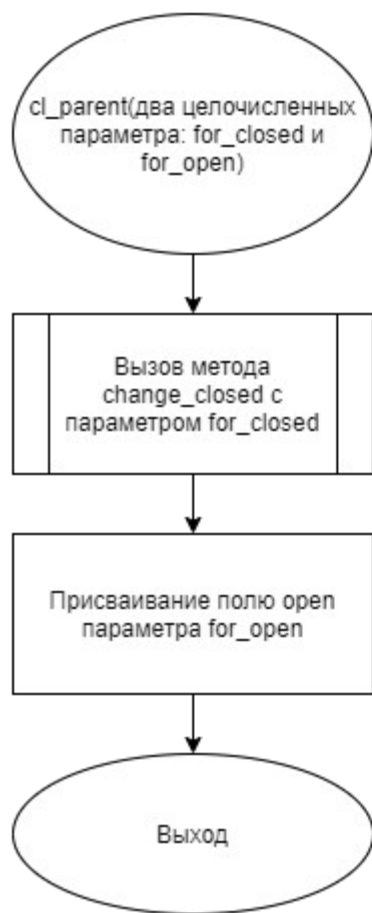 cl_parent(два целочисленных
параметра: for_closed и
for_open)
Вызов метода
change_closed с
параметром for_closed
Присваивание полю open
параметра for_open
Выход